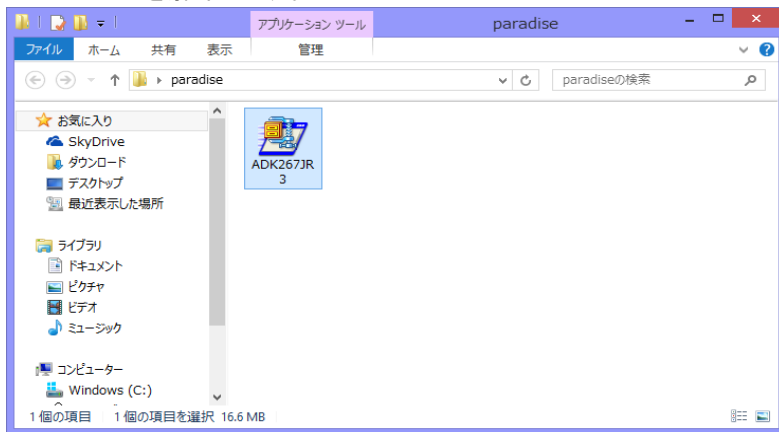 アプリケーション ツール
paradise
ファイル ホーム 共有 表示 管理
paradise
paradiseの検索
お気に入り
SkyDrive
ダウンロード
デスクトップ
最近表示した場所
ライブラリ
ドキュメント
ピクチャ
ビデオ
ミュージック
コンピューター
Windows (C:)
ADK267JR
3
1 個の項目 1 個の項目を選択 16.6 MB